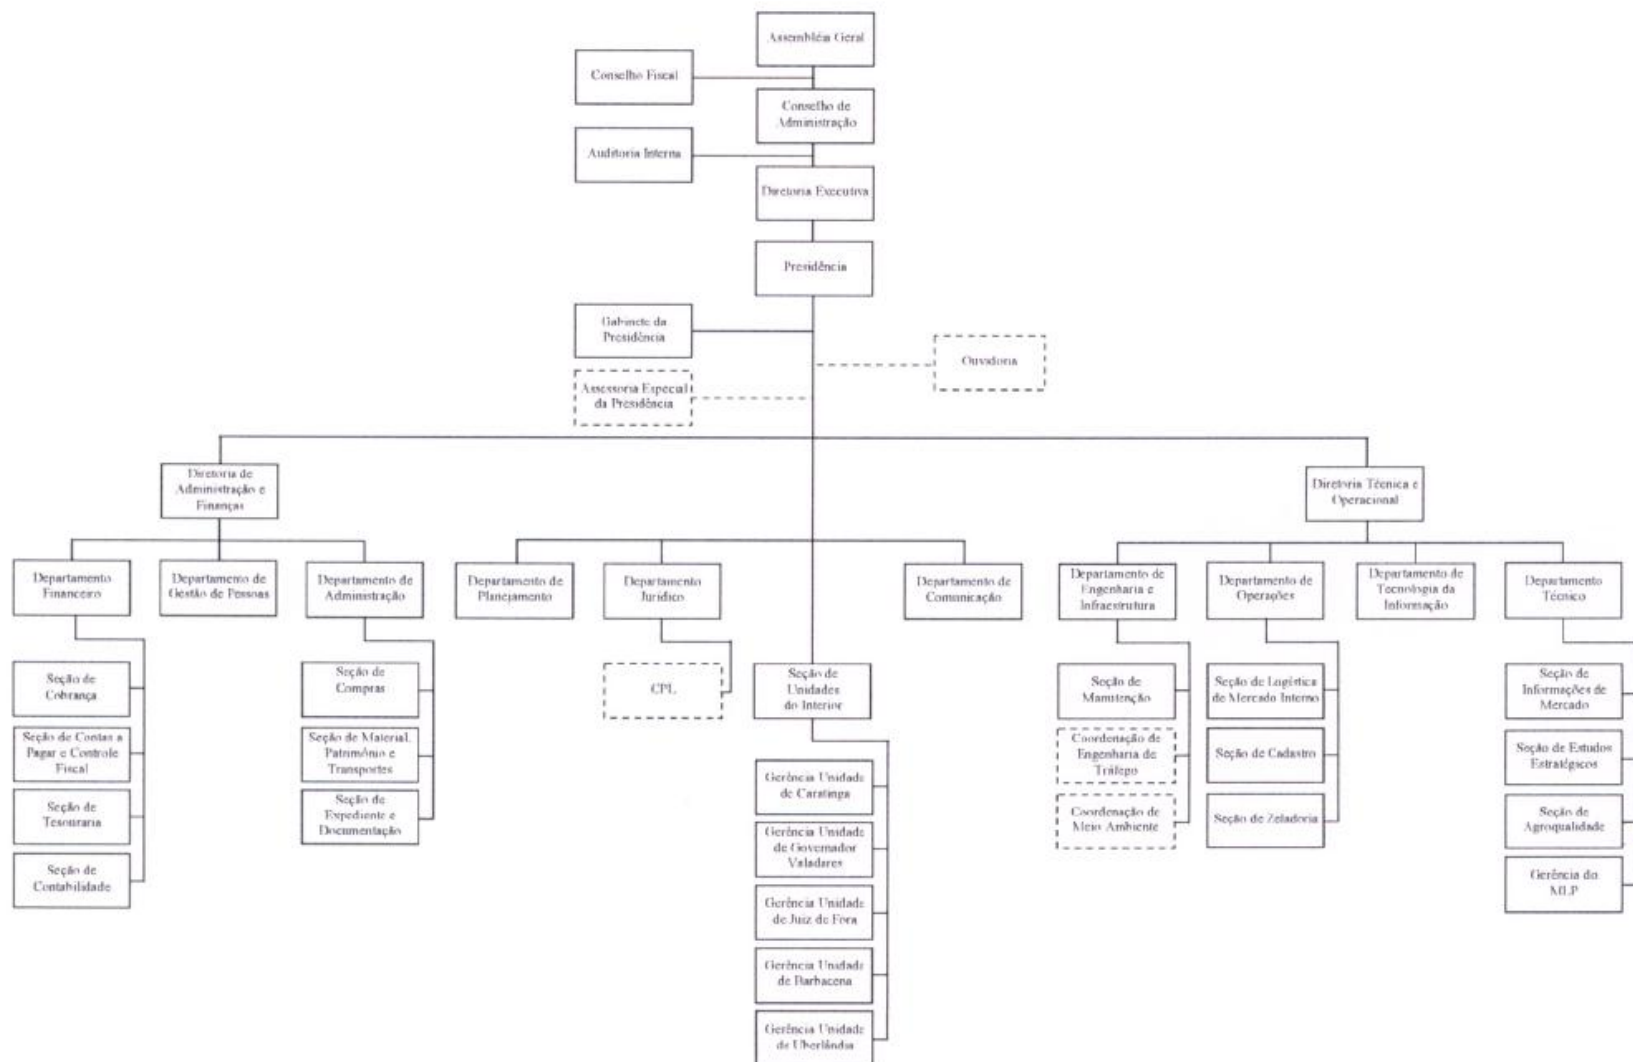 Assembléia Geral
Conselho Fiscal
Conselho de
Administração
Auditoria Interna
Diretoria Executiva
Presidência
Gabinete da
Presidência
Ouvidoria
Assessoria Especial
da Presidência
Diretoria de
Administração e
Finanças
Diretoria Técnica e
Operacional
Departamento
Financeiro
Departamento de
Gestão de Pessoas
Departamento de
Administração
Departamento de
Planejamento
Departamento
Jurídico
Departamento de
Comunicação
Departamento de
Engenharia e
Infraestrutura
Departamento de
Operações
Departamento de
Tecnologia da
Informação
Departamento
Técnico
Seção de
Cobrança
Seção de Contas a
Pagar e Controle
Fiscal
Seção de
Tesouraria
Seção de
Contabilidade
Seção de
Compras
Seção de Material,
Patrimônio e
Transportes
Seção de
Expediente e
Documentação
CPL
Seção de
Unidades
do Interior
Gerência Unidade
de Caratinga
Gerência Unidade
de Governador
Valadares
Gerência Unidade
de Juiz de Fora
Gerência Unidade
de Barbacena
Gerência Unidade
de Uberlândia
Seção de
Manutenção
Coordenação de
Engenharia de
Tráfego
Coordenação de
Meio Ambiente
Seção de Logística
de Mercado Interno
Seção de Cadastro
Seção de Zeladoria
Seção de
Informações de
Mercado
Seção de Estudos
Estratégicos
Seção de
Agroqualidade
Gerência do
MLP